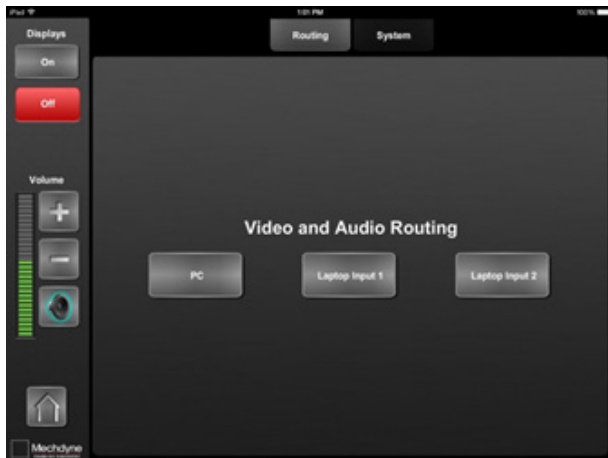 iPad
1:01 PM
100%
Displays
On
Off
Volume
Routing
System
Video and Audio Routing
PC
Laptop Input 1
Laptop Input 2
Mechdyne